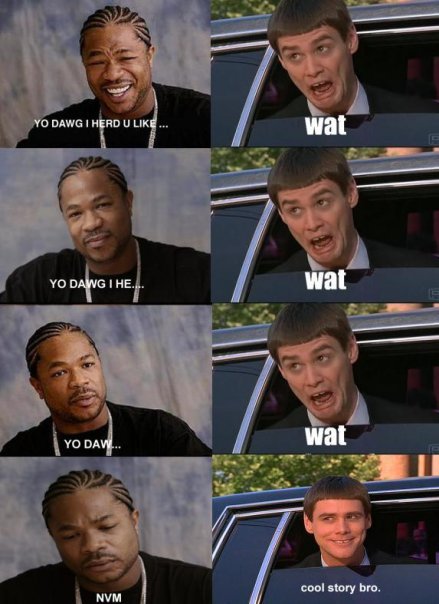 YO DAWG I HERD U LIKE ...
wat
YO DAWG I HE....
wat
YO DAW...
wat
NVM
cool story bro.